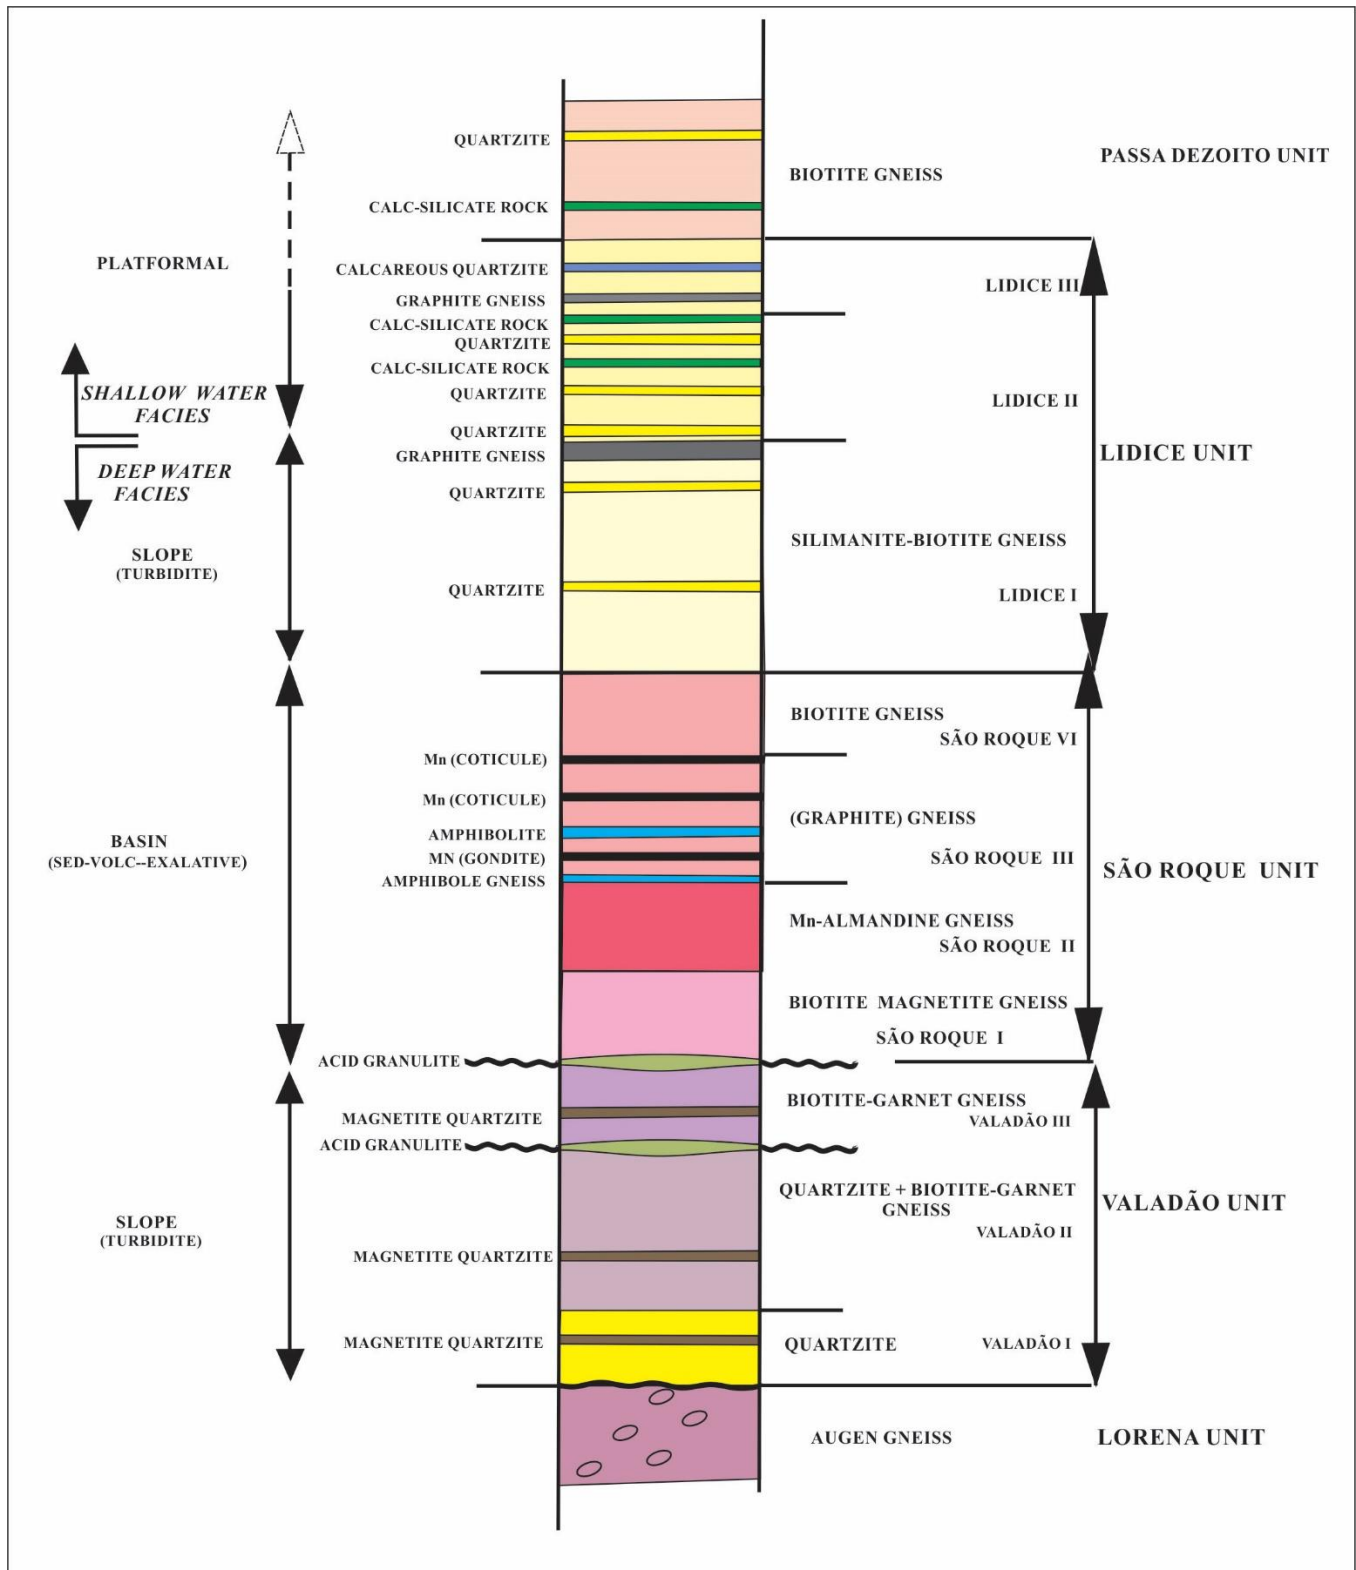 QUARTZITE
PASSA DEZOITO UNIT
BIOTITE GNEISS
CALC-SILICATE ROCK
PLATFORMAL
CALCAREOUS QUARTZITE
LIDICE III
GRAPHITE GNEISS
CALC-SILICATE ROCK
QUARTZITE
CALC-SILICATE ROCK
SHALLOW WATER
FACIES
QUARTZITE
LIDICE II
QUARTZITE
LIDICE UNIT
GRAPHITE GNEISS
DEEP WATER
FACIES
QUARTZITE
SLOPE
(TURBIDITE)
SILIMANITE-BIOTITE GNEISS
QUARTZITE
LIDICE I
BIOTITE GNEISS
SÃO ROQUE VI
Mn (COTICULE)
Mn (COTICULE)
(GRAPHITE) GNEISS
AMPHIBOLITE
BASIN
(SED-VOLC--EXALATIVE)
MN (GONDITE)
SÃO ROQUE III
SÃO ROQUE UNIT
AMPHIBOLE GNEISS
Mn-ALMANDINE GNEISS
SÃO ROQUE II
BIOTITE MAGNETITE GNEISS
SÃO ROQUE I
ACID GRANULITE
BIOTITE-GARNET GNEISS
MAGNETITE QUARTZITE
VALADÃO III
ACID GRANULITE
QUARTZITE + BIOTITE-GARNET
GNEISS
VALADÃO UNIT
SLOPE
(TURBIDITE)
VALADÃO II
MAGNETITE QUARTZITE
MAGNETITE QUARTZITE
QUARTZITE
VALADÃO I
AUGEN GNEISS
LORENA UNIT